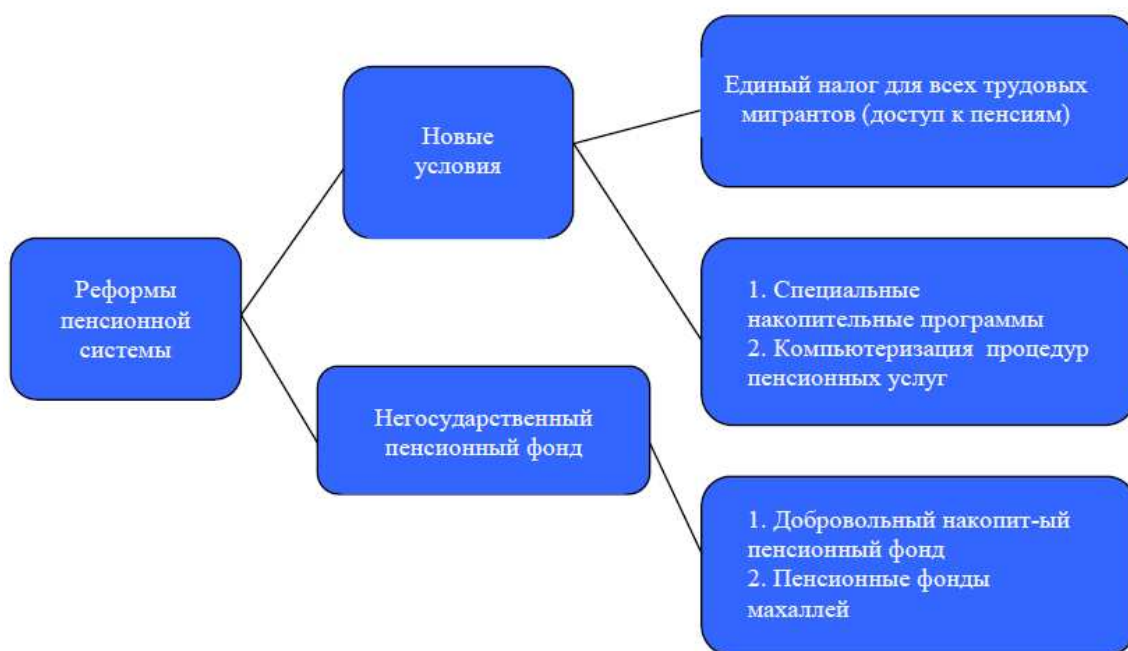 Реформы
пенсионной
системы
Новые
условия
Негосударственный
пенсионный фонд
Единый налог для всех трудовых
мигрантов (доступ к пенсиям)
1. Специальные
накопительные программы
2. Компьютеризация процедур
пенсионных услуг
1. Добровольный накопит-ый
пенсионный фонд
2. Пенсионные фонды
махаллей